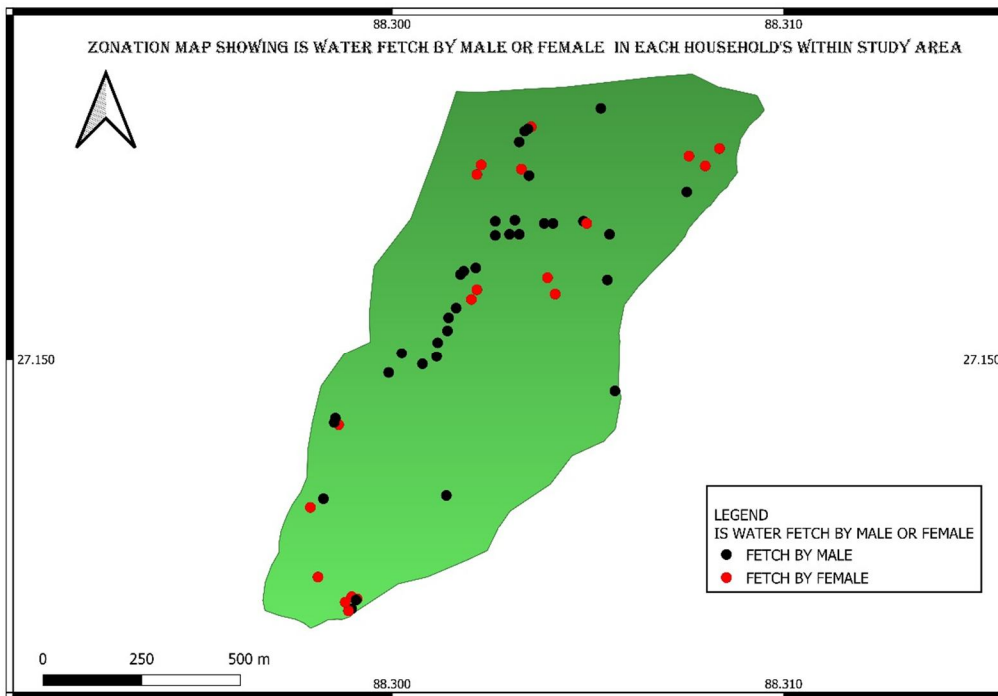 88.300 88.310
ZONATION MAP SHOWING IS WATER FETCH BY MALE OR FEMALE IN EACH HOUSEHOLD'S WITHIN STUDY AREA
27.150 27.150
LEGEND
IS WATER FETCH BY MALE OR FEMALE
FETCH BY MALE
FETCH BY FEMALE
0 250 500 m
88.300 88.310